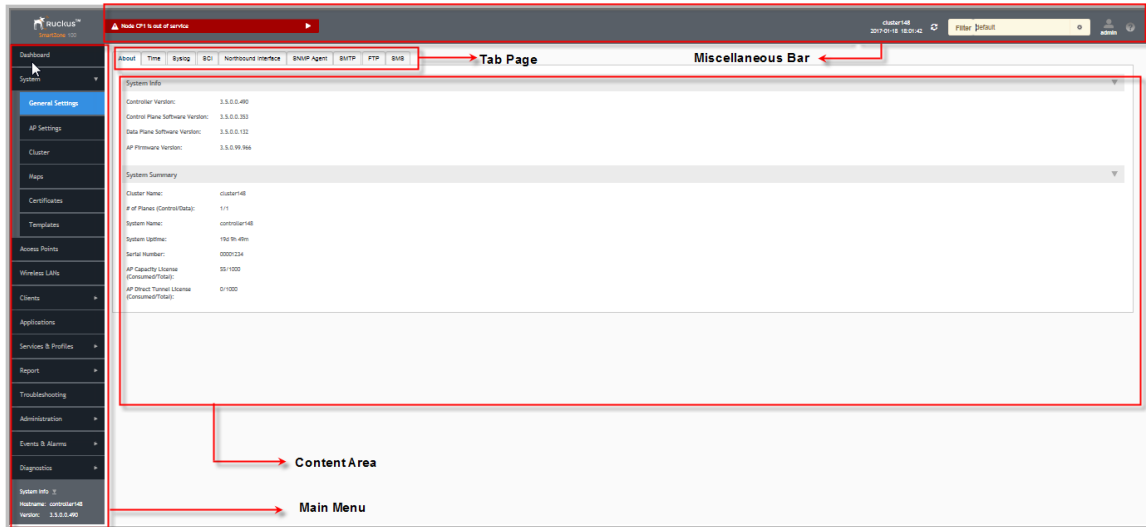 Ruckus™
SmartZone 100
Node CP1 is out of service
cluster148
2017-01-18 18:01:42
Filter default
admin
Dashboard
System
General Settings
AP Settings
Cluster
Maps
Certificates
Templates
Access Points
Wireless LANs
Clients
Applications
Services & Profiles
Report
Troubleshooting
Administration
Events & Alarms
Diagnostics
System Info
Hostname: controller148
Version: 3.5.0.0.490
About Time Syslog SCI Northbound Interface SNMP Agent SMTP FTP SMS
Tab Page
Miscellaneous Bar
System Info
Controller Version: 3.5.0.0.490
Control Plane Software Version: 3.5.0.0.353
Data Plane Software Version: 3.5.0.0.132
AP Firmware Version: 3.5.0.99.966
System Summary
Cluster Name: cluster148
# of Planes (Control/Data): 1/1
System Name: controller148
System Uptime: 19d 9h 49m
Serial Number: 00001234
AP Capacity License
(Consumed/Total): 55/1000
AP Direct Tunnel License
(Consumed/Total): 0/1000
Content Area
Main Menu